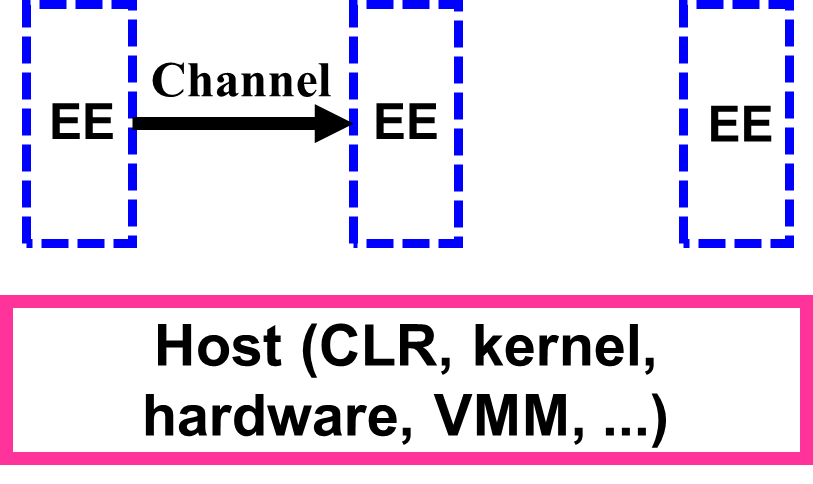 Channel
EE
EE
EE
Host (CLR, kernel,
hardware, VMM, ...)